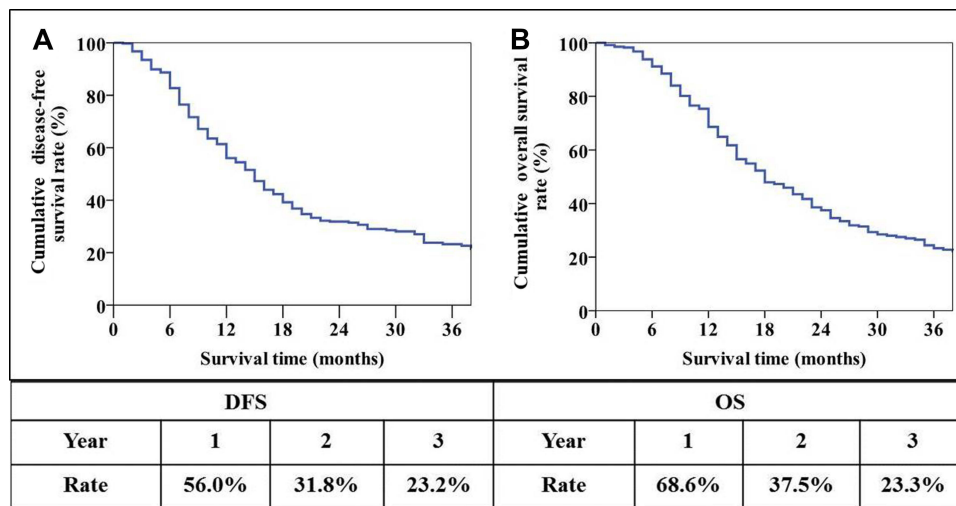 A
Cumulative disease-free
survival rate (%)
100
80
60
40
20
0
0 6 12 18 24 30 36
Survival time (months)
B
Cumulative overall survival
rate (%)
100
80
60
40
20
0
0 6 12 18 24 30 36
Survival time (months)
DFS OS
Year 1 2 3 Year 1 2 3
Rate 56.0% 31.8% 23.2% Rate 68.6% 37.5% 23.3%